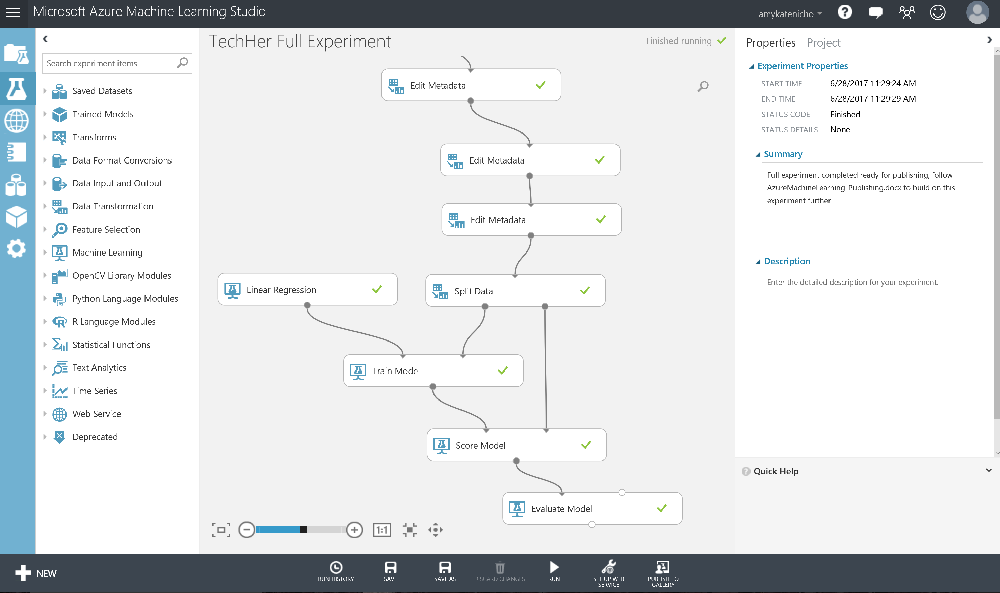 Microsoft Azure Machine Learning Studio
amykatenicho
Search experiment items
Saved Datasets
Trained Models
Transforms
Data Format Conversions
Data Input and Output
Data Transformation
Feature Selection
Machine Learning
OpenCV Library Modules
Python Language Modules
R Language Modules
Statistical Functions
Text Analytics
Time Series
Web Service
Deprecated
TechHer Full Experiment
Finished running
Edit Metadata
Edit Metadata
Edit Metadata
Linear Regression
Split Data
Train Model
Score Model
Evaluate Model
1:1
Properties Project
Experiment Properties
START TIME 6/28/2017 11:29:24 AM
END TIME 6/28/2017 11:29:29 AM
STATUS CODE Finished
STATUS DETAILS None
Summary
Full experiment completed ready for publishing, follow
AzureMachineLearning_Publishing.docx to build on this
experiment further
Description
Enter the detailed description for your experiment.
? Quick Help
NEW
RUN HISTORY
SAVE
SAVE AS
DISCARD CHANGES
RUN
SET UP WEB
SERVICE
PUBLISH TO
GALLERY